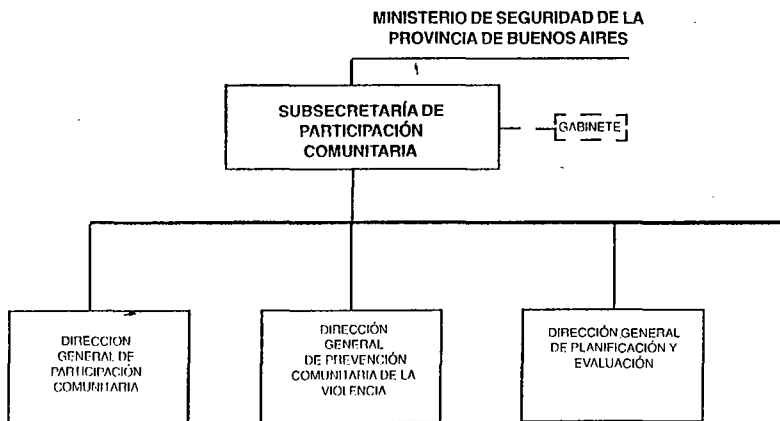 MINISTERIO DE SEGURIDAD DE LA
PROVINCIA DE BUENOS AIRES
SUBSECRETARÍA DE
PARTICIPACIÓN
COMUNITARIA
GABINETE
DIRECCION
GENERAL DE
PARTICIPACIÓN
COMUNITARIA
DIRECCIÓN
GENERAL
DE PREVENCIÓN
COMUNITARIA DE LA
VIOLENCIA
DIRECCIÓN GENERAL
DE PLANIFICACIÓN Y
EVALUACIÓN